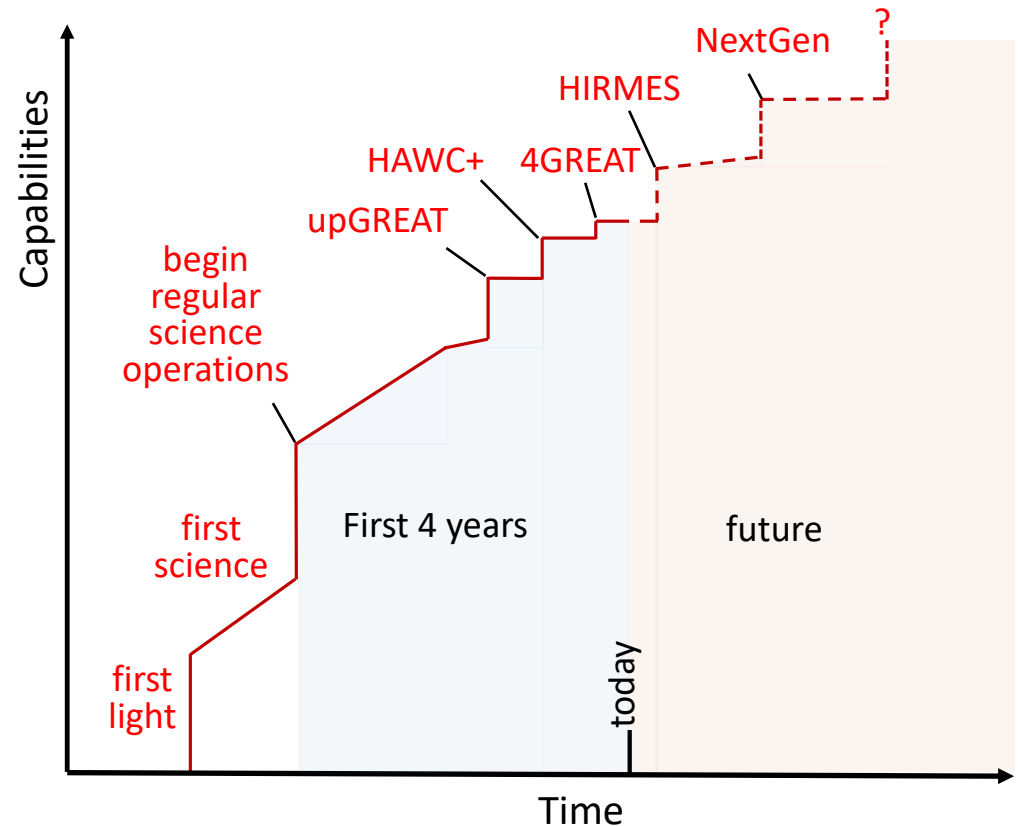 ?
NextGen
HIRMES
HAWC+
4GREAT
upGREAT
Capabilities
begin
regular
science
operations
First 4 years
future
first
science
first
light
today
Time